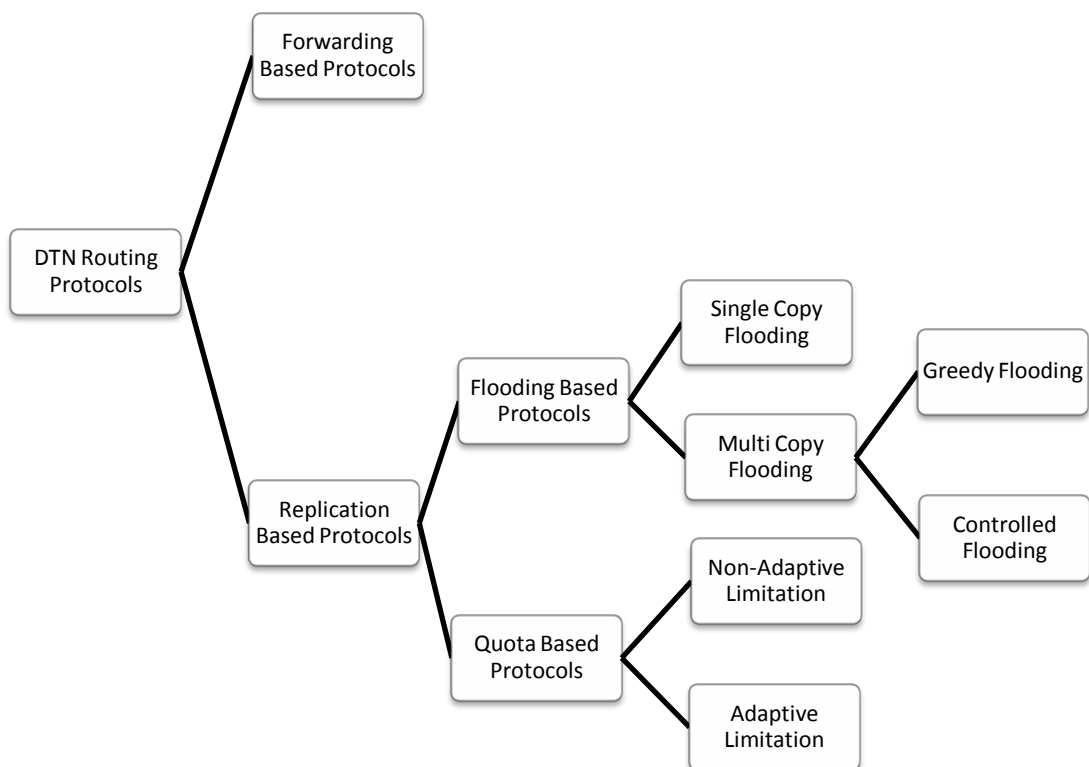 Forwarding
Based Protocols
DTN Routing
Protocols
Single Copy
Flooding
Greedy Flooding
Flooding Based
Protocols
Multi Copy
Flooding
Replication
Based Protocols
Controlled
Flooding
Non-Adaptive
Limitation
Quota Based
Protocols
Adaptive
Limitation